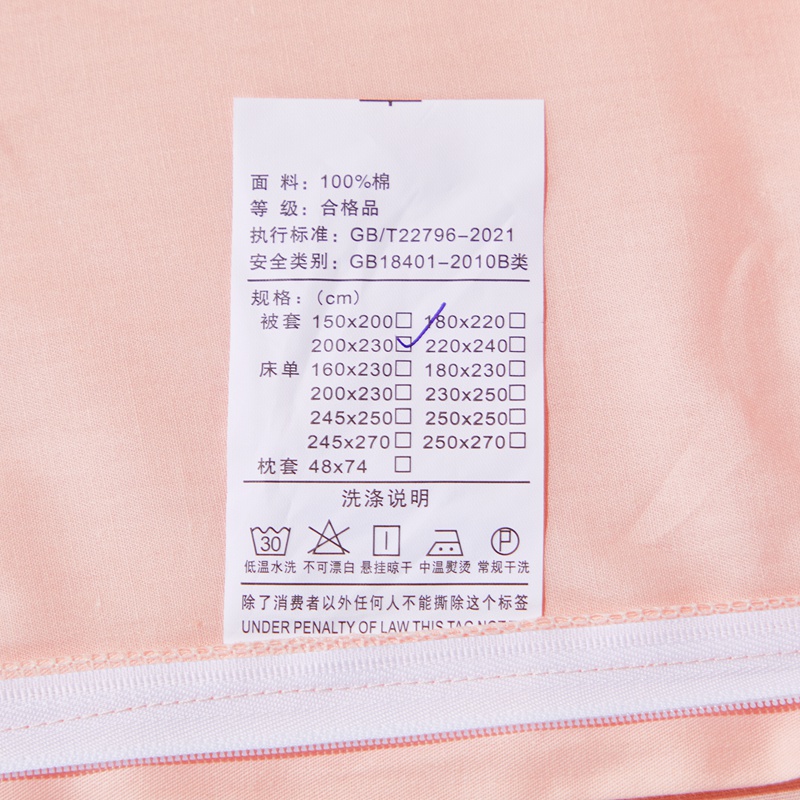 面 料：100%棉
等 级：合格品
执行标准：GB/T22796-2021
安全类别：GB18401-2010B类
规格：（cm）
被套 150x200□ 180x220□
200x230☑ 220x240□
床单 160x230□ 180x230□
200x230□ 230x250□
245x250□ 250x250□
245x270□ 250x270□
枕套 48x74 □
洗涤说明
30 P
低温水洗 不可漂白 悬挂晾干 中温熨烫 常规干洗
除了消费者以外任何人不能撕除这个标签
UNDER PENALTY OF LAW THIS TAG NOT